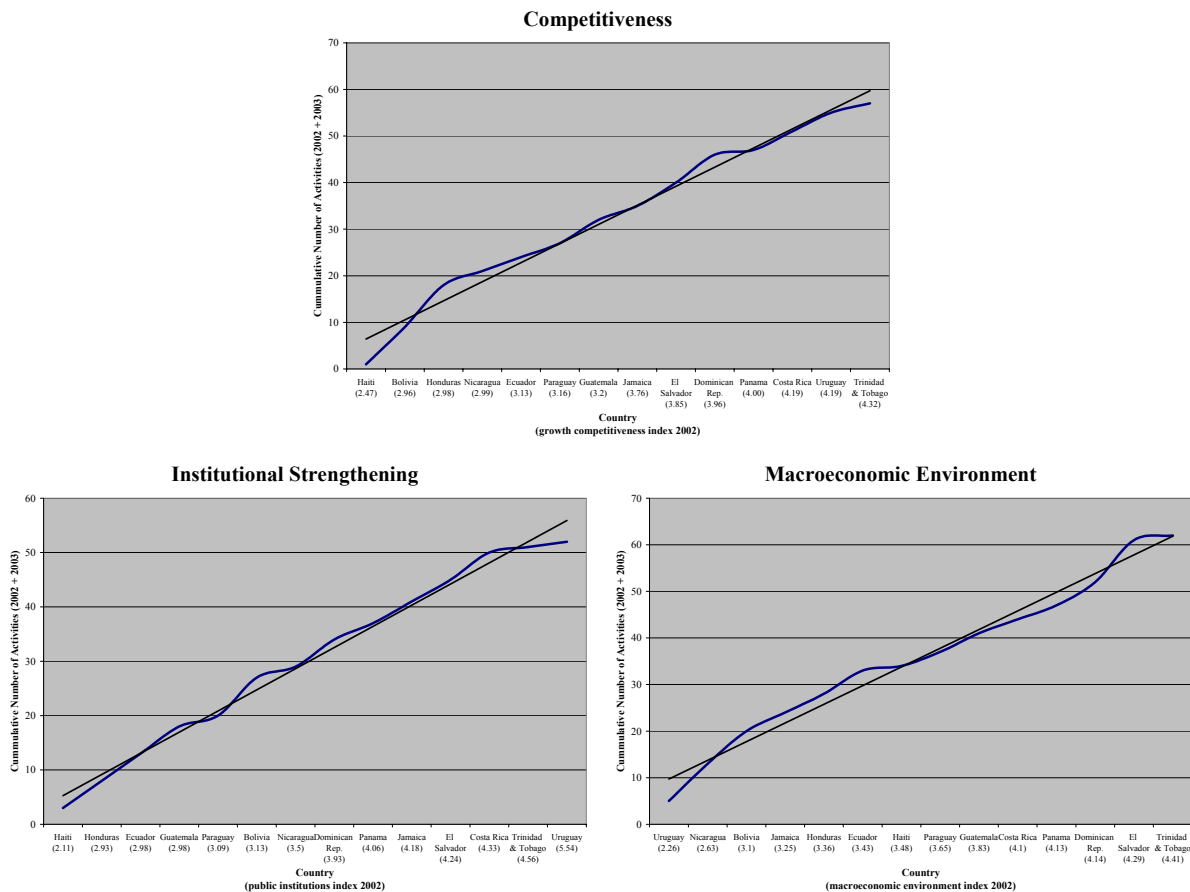 Competitiveness
Cummulative Number of Activities (2002 + 2003)
70
60
50
40
30
20
10
0
Haiti (2.47)
Bolivia (2.96)
Honduras (2.98)
Nicaragua (2.99)
Ecuador (3.13)
Paraguay (3.16)
Guatemala (3.2)
Jamaica (3.76)
El Salvador (3.85)
Dominican Rep. (3.96)
Panama (4.00)
Costa Rica (4.19)
Uruguay (4.19)
Trinidad & Tobago (4.32)
Country
(growth competitiveness index 2002)
Institutional Strengthening
Cummulative Number of Activities (2002 + 2003)
60
50
40
30
20
10
0
Haiti (2.11)
Honduras (2.93)
Ecuador (2.98)
Guatemala (2.98)
Paraguay (3.09)
Bolivia (3.13)
Nicaragua (3.5)
Dominican Rep. (3.93)
Panama (4.06)
Jamaica (4.18)
El Salvador (4.24)
Costa Rica (4.33)
Trinidad & Tobago (4.56)
Uruguay (5.54)
Country
(public institutions index 2002)
Macroeconomic Environment
Cummulative Number of Activities (2002 + 2003)
70
60
50
40
30
20
10
0
Uruguay (2.26)
Nicaragua (2.63)
Bolivia (3.1)
Jamaica (3.25)
Honduras (3.36)
Ecuador (3.43)
Haiti (3.48)
Paraguay (3.65)
Guatemala (3.83)
Costa Rica (4.1)
Panama (4.13)
Dominican Rep. (4.14)
El Salvador (4.29)
Trinidad & Tobago (4.41)
Country
(macroeconomic environment index 2002)